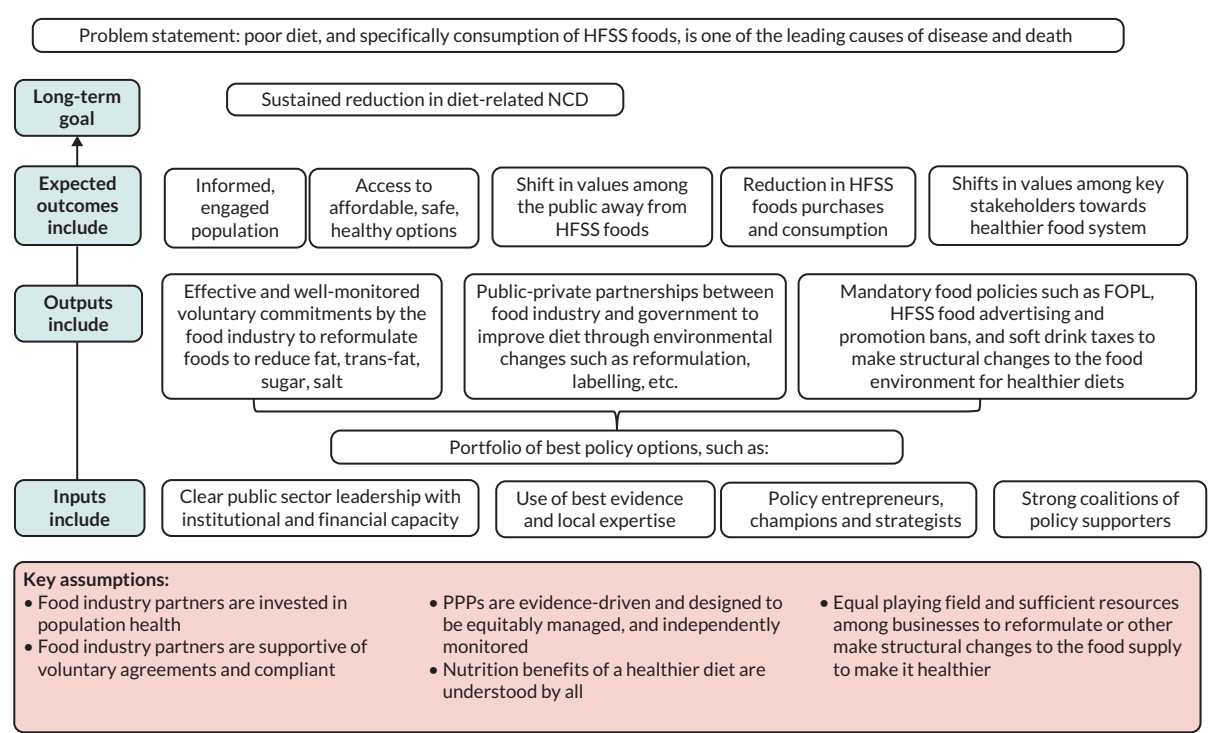 Problem statement: poor diet, and specifically consumption of HFSS foods, is one of the leading causes of disease and death
Long-term
goal
Sustained reduction in diet-related NCD
Expected
outcomes
include
Informed,
engaged
population
Access to
affordable, safe,
healthy options
Shift in values among
the public away from
HFSS foods
Reduction in HFSS
foods purchases
and consumption
Shifts in values among key
stakeholders towards
healthier food system
Outputs
include
Effective and well-monitored
voluntary commitments by the
food industry to reformulate
foods to reduce fat, trans-fat,
sugar, salt
Public-private partnerships between
food industry and government to
improve diet through environmental
changes such as reformulation,
labelling, etc.
Mandatory food policies such as FOPL,
HFSS food advertising and
promotion bans, and soft drink taxes to
make structural changes to the food
environment for healthier diets
Portfolio of best policy options, such as:
Inputs
include
Clear public sector leadership with
institutional and financial capacity
Use of best evidence
and local expertise
Policy entrepreneurs,
champions and strategists
Strong coalitions of
policy supporters
Key assumptions:
• Food industry partners are invested in
population health
• Food industry partners are supportive of
voluntary agreements and compliant
• PPPs are evidence-driven and designed to
be equitably managed, and independently
monitored
• Nutrition benefits of a healthier diet are
understood by all
• Equal playing field and sufficient resources
among businesses to reformulate or other
make structural changes to the food supply
to make it healthier